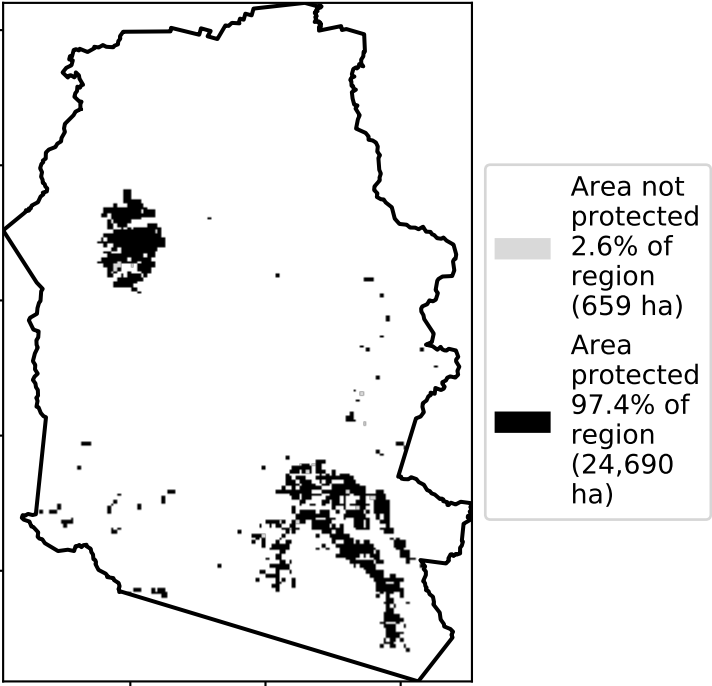 Area not
protected
2.6% of
region
(659 ha)
Area
protected
97.4% of
region
(24,690
ha)